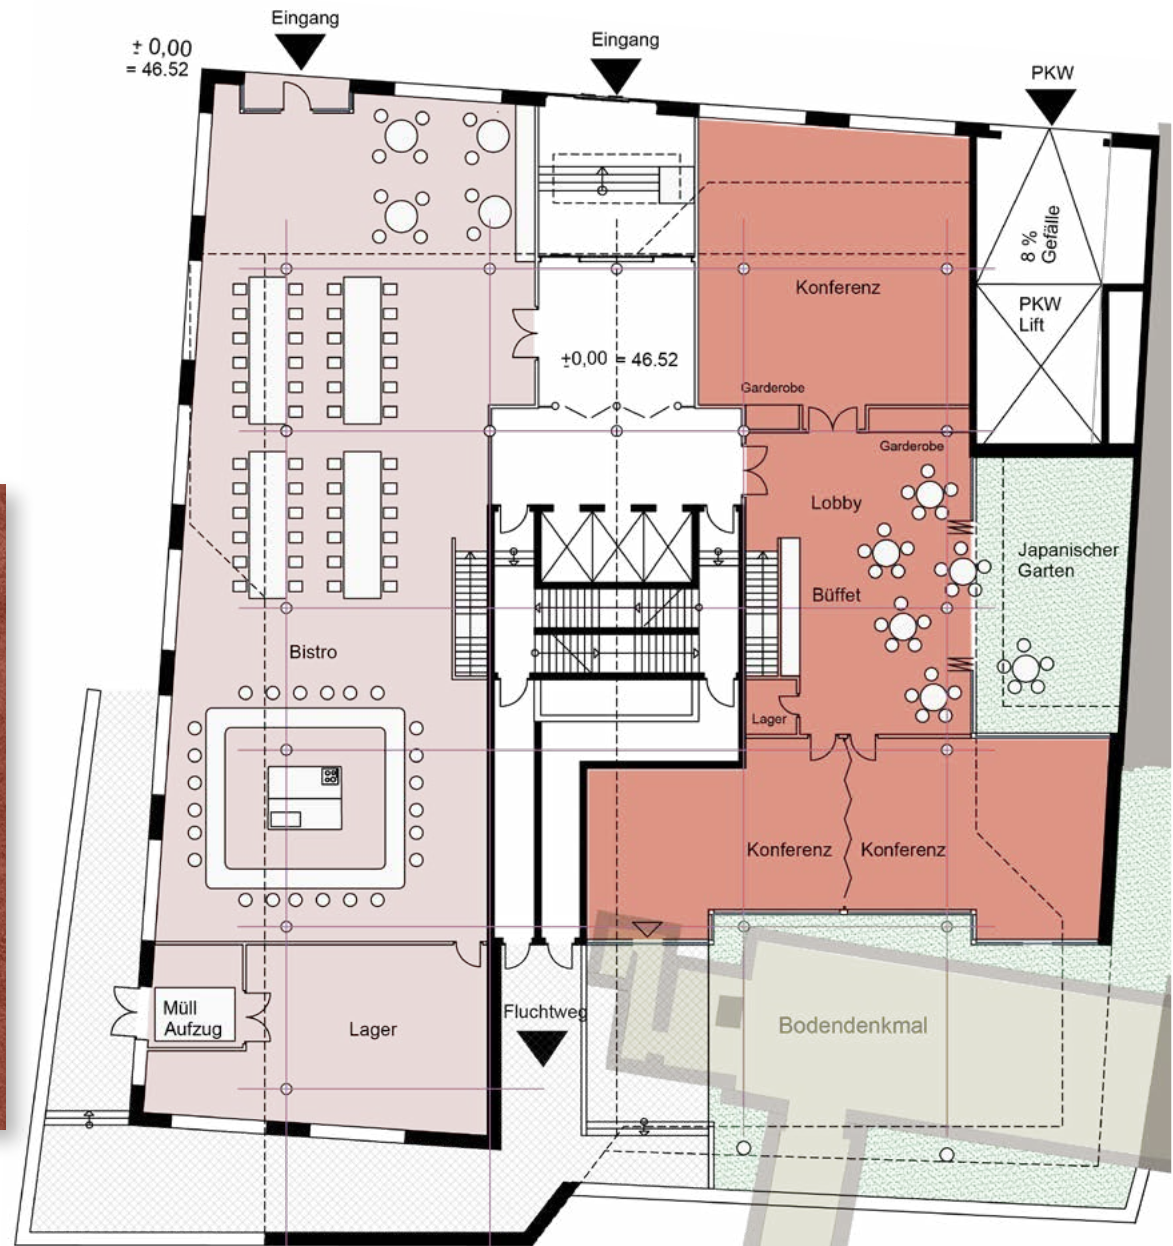 Eingang
± 0,00
= 46.52
Eingang
PKW
8 %
Gefälle
Konferenz
PKW
Lift
±0,00 = 46.52
Garderobe
Garderobe
Lobby
Japanischer
Garten
Büffet
Bistro
Lager
Konferenz
Konferenz
Müll
Aufzug
Lager
Fluchtweg
Bodendenkmal